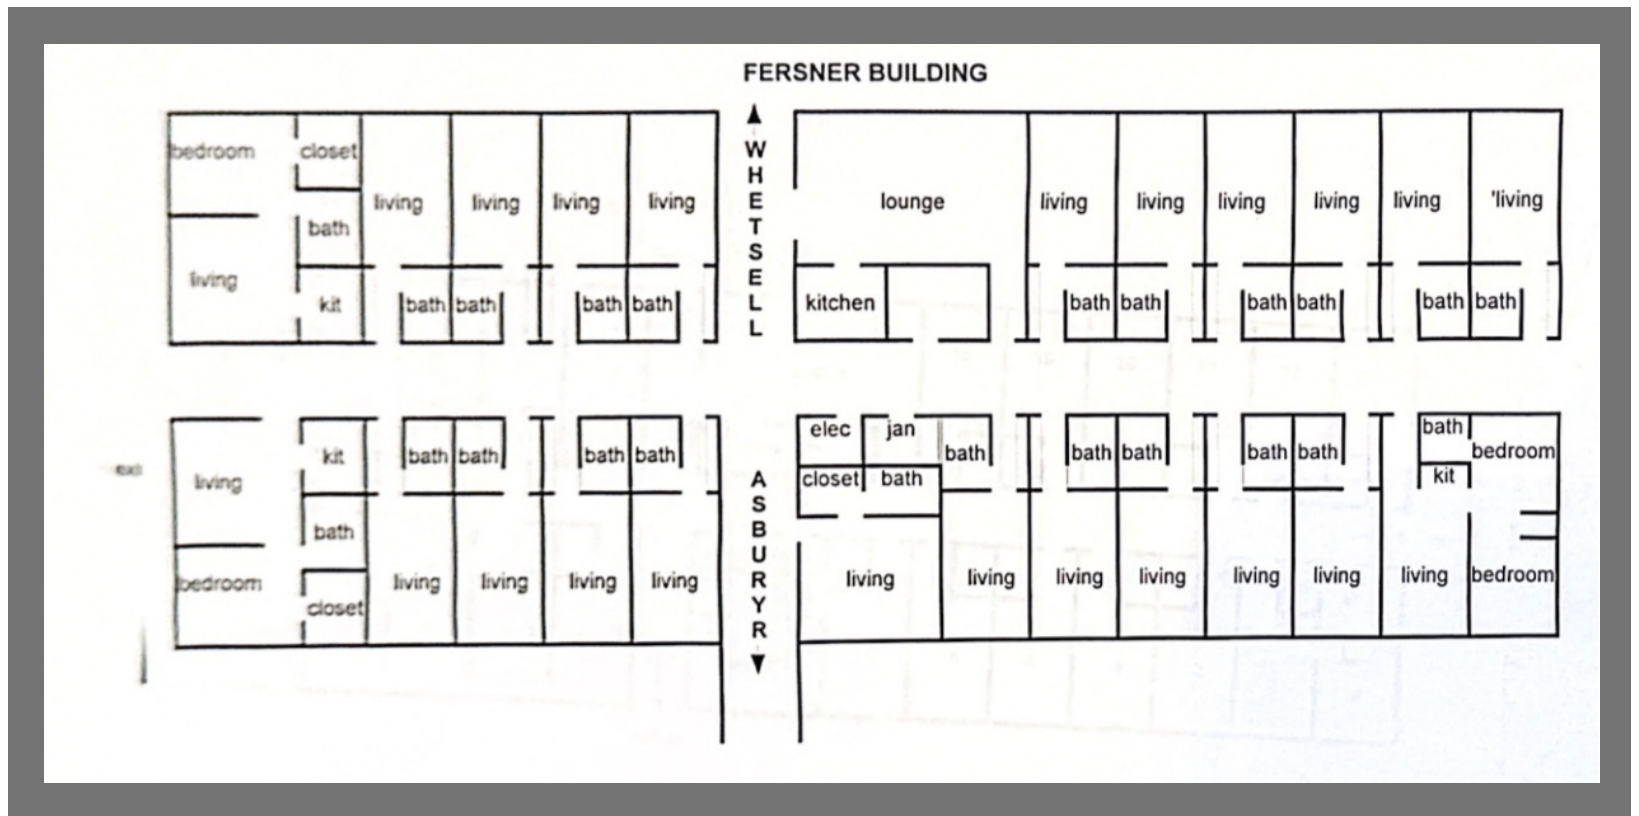 FERSNER BUILDING
WHETSELL
bedroom closet
living living living living
bath
living
kit bath bath bath bath
lounge living living living living living 'living
kitchen bath bath bath bath bath bath
elec jan bath bath bath bath bath bath
closet bath kit bedroom
living kit bath bath bath bath
exit
bath
bedroom living living living living
closet
ASBURYR
living living living living living living living bedroom